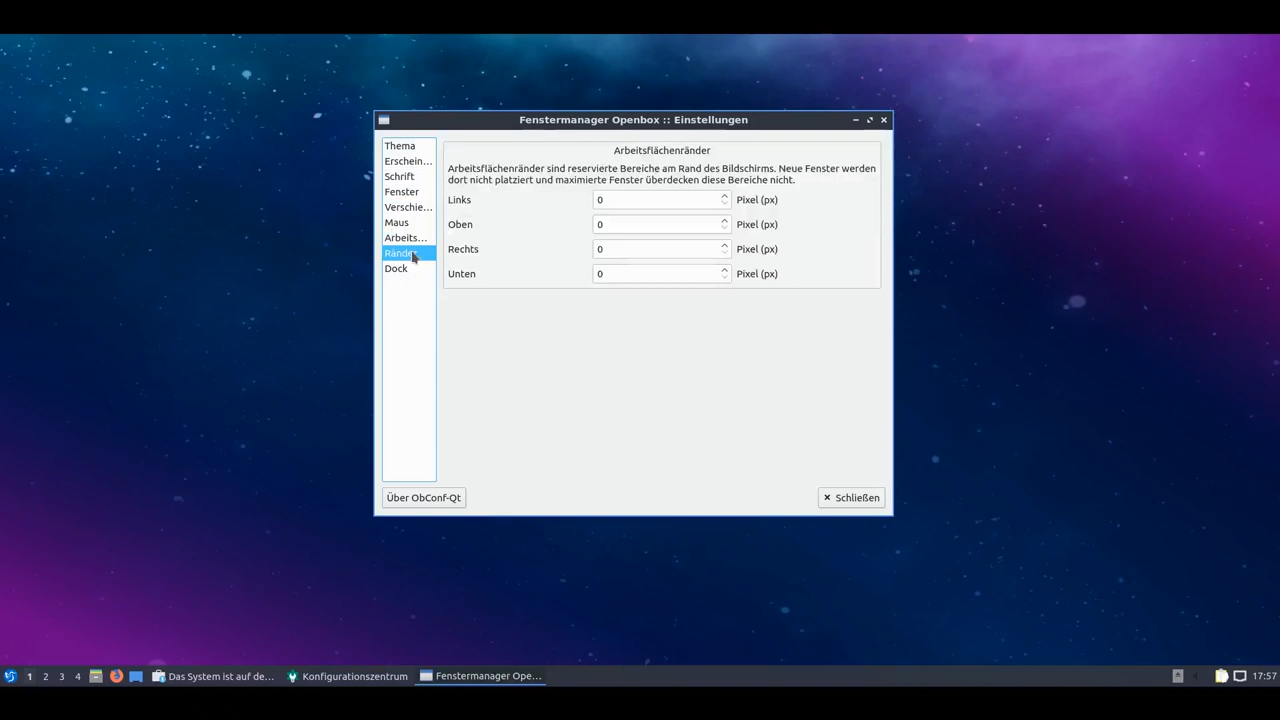 Fenstermanager Openbox :: Einstellungen
Thema
Erschein...
Schrift
Fenster
Verschie...
Maus
Arbeits...
Ränder
Dock
Arbeitsflächenränder
Arbeitsflächenränder sind reservierte Bereiche am Rand des Bildschirms. Neue Fenster werden
dort nicht platziert und maximierte Fenster überdecken diese Bereiche nicht.
Links 0 Pixel (px)
Oben 0 Pixel (px)
Rechts 0 Pixel (px)
Unten 0 Pixel (px)
Über ObConf-Qt
Schließen
1 2 3 4 Das System ist auf de... Konfigurationszentrum Fenstermanager Ope... 17:57